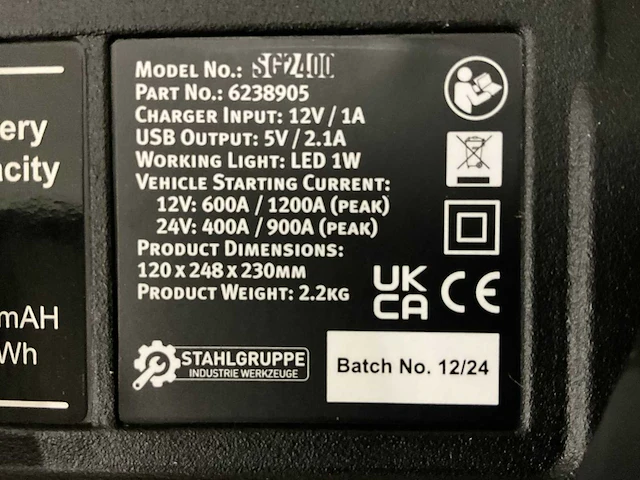 ery
acity
mAH
Wh
MODEL NO.: SG2400
PART NO.: 6238905
CHARGER INPUT: 12V / 1A
USB OUTPUT: 5V / 2.1A
WORKING LIGHT: LED 1W
VEHICLE STARTING CURRENT:
12V: 600A / 1200A (PEAK)
24V: 400A / 900A (PEAK)
PRODUCT DIMENSIONS:
120 X 248 X 230MM
PRODUCT WEIGHT: 2.2KG
UK
CA CE
STAHLGRUPPE
INDUSTRIE WERKZEUGE
Batch No. 12/24